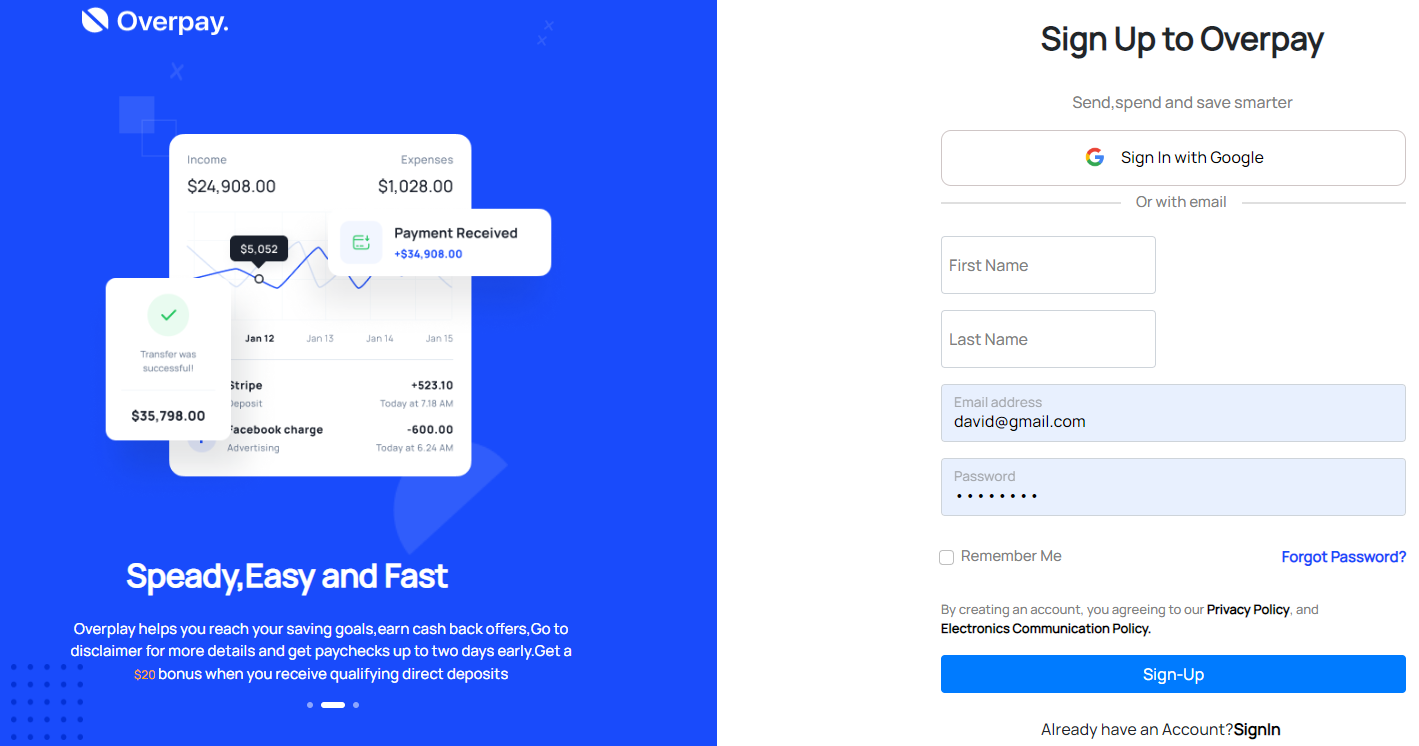 Overpay.
Income
Expenses
$24,908.00
$1,028.00
Payment Received
+$34,908.00
$5,052
Transfer was
successful!
$35,798.00
Jan 12
Jan 13
Jan 14
Jan 15
Stripe
+523.10
Deposit
Today at 7.18 AM
Facebook charge
-600.00
Advertising
Today at 6.24 AM
Speady,Easy and Fast
Overplay helps you reach your saving goals,earn cash back offers,Go to
disclaimer for more details and get paychecks up to two days early.Get a
$20 bonus when you receive qualifying direct deposits
Sign Up to Overpay
Send,spend and save smarter
Sign In with Google
Or with email
First Name
Last Name
Email address
david@gmail.com
Password
••••••••
Remember Me
Forgot Password?
By creating an account, you agreeing to our Privacy Policy, and
Electronics Communication Policy.
Sign-Up
Already have an Account?SignIn